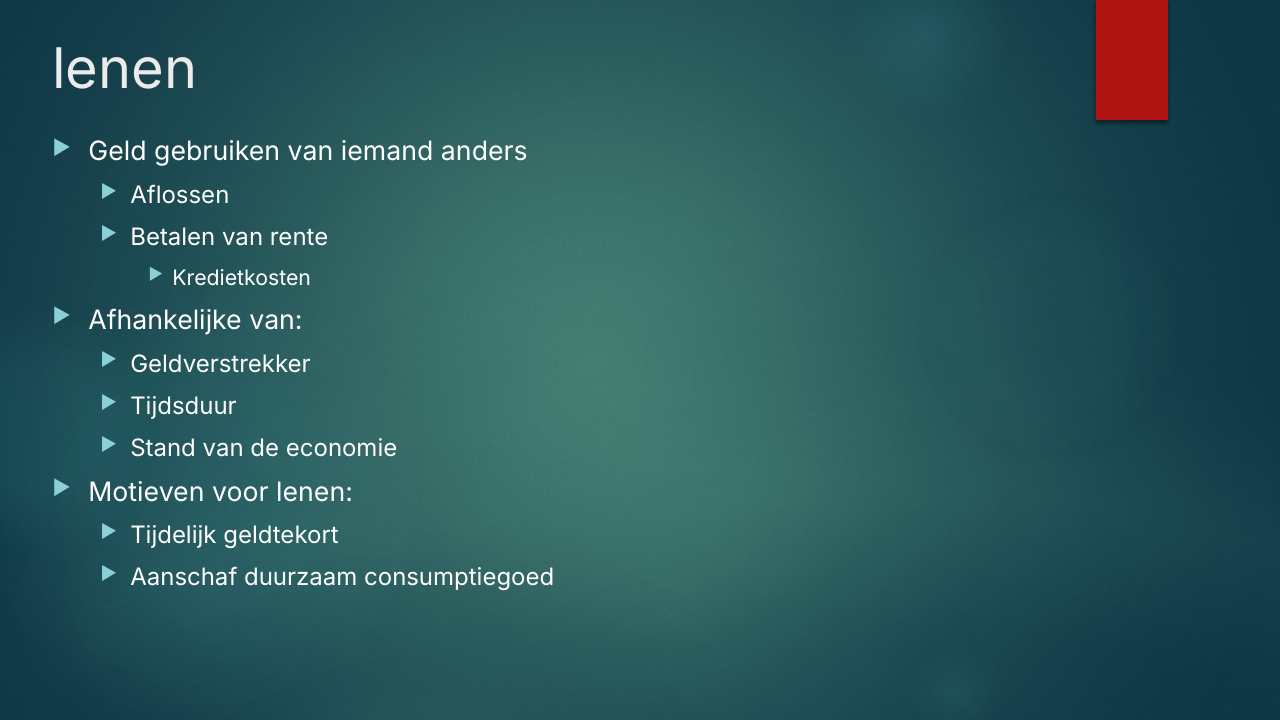 lenen
Geld gebruiken van iemand anders
Aflossen
Betalen van rente
Kredietkosten
Afhankelijke van:
Geldverstrekker
Tijdsduur
Stand van de economie
Motieven voor lenen:
Tijdelijk geldtekort
Aanschaf duurzaam consumptiegoed